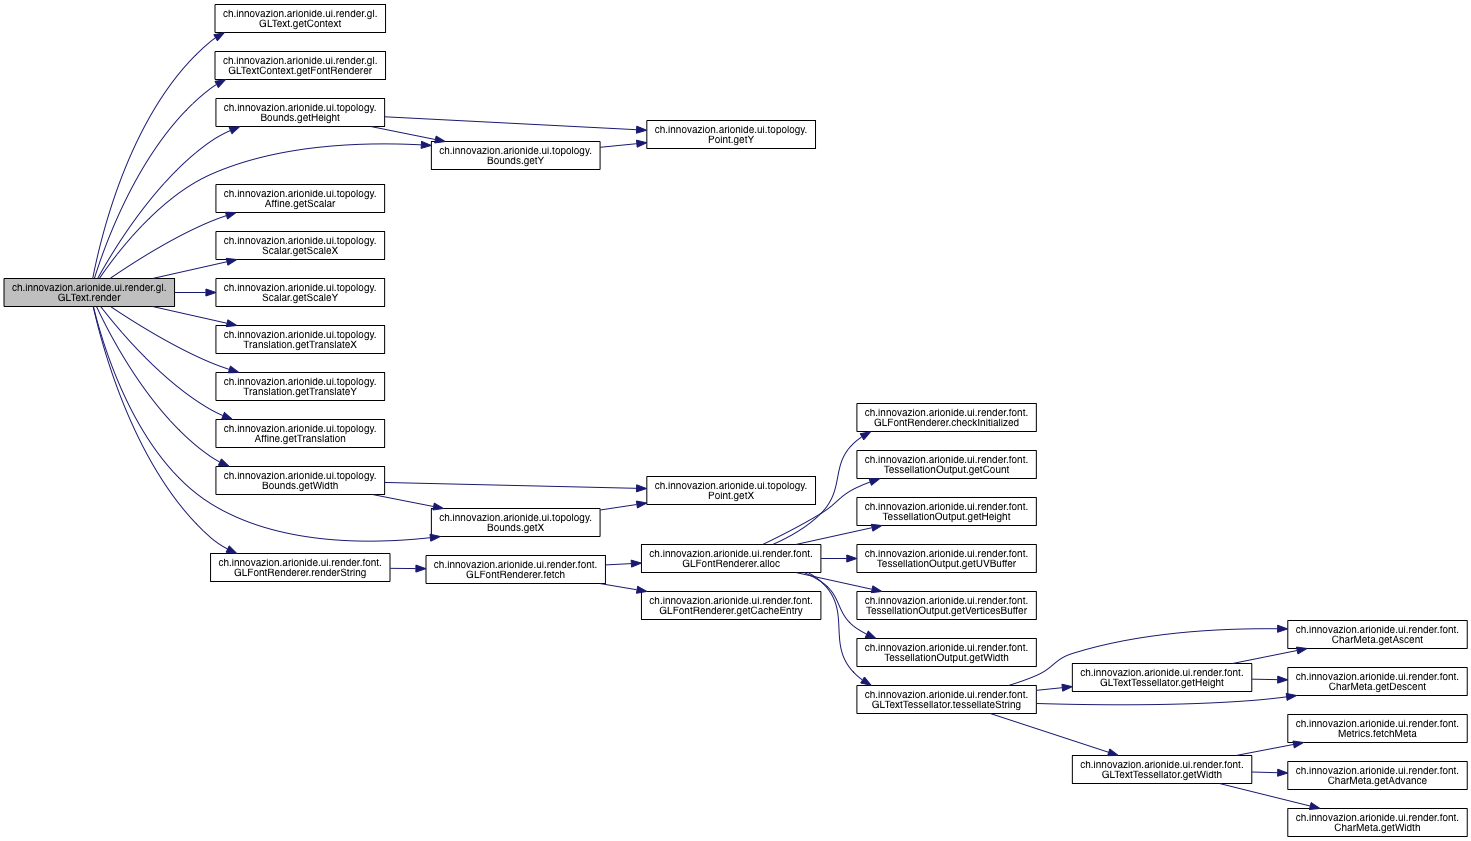 ch.innovazion.arionide.ui.render.gl.
GLText.render
ch.innovazion.arionide.ui.render.gl.
GLText.getContext
ch.innovazion.arionide.ui.render.gl.
GLTextContext.getFontRenderer
ch.innovazion.arionide.ui.topology.
Bounds.getHeight
ch.innovazion.arionide.ui.topology.
Bounds.getY
ch.innovazion.arionide.ui.topology.
Point.getY
ch.innovazion.arionide.ui.topology.
Affine.getScalar
ch.innovazion.arionide.ui.topology.
Scalar.getScaleX
ch.innovazion.arionide.ui.topology.
Scalar.getScaleY
ch.innovazion.arionide.ui.topology.
Translation.getTranslateX
ch.innovazion.arionide.ui.topology.
Translation.getTranslateY
ch.innovazion.arionide.ui.topology.
Affine.getTranslation
ch.innovazion.arionide.ui.topology.
Bounds.getWidth
ch.innovazion.arionide.ui.topology.
Bounds.getX
ch.innovazion.arionide.ui.topology.
Point.getX
ch.innovazion.arionide.ui.render.font.
GLFontRenderer.renderString
ch.innovazion.arionide.ui.render.font.
GLFontRenderer.fetch
ch.innovazion.arionide.ui.render.font.
GLFontRenderer.alloc
ch.innovazion.arionide.ui.render.font.
GLFontRenderer.getCacheEntry
ch.innovazion.arionide.ui.render.font.
GLFontRenderer.checkInitialized
ch.innovazion.arionide.ui.render.font.
TessellationOutput.getCount
ch.innovazion.arionide.ui.render.font.
TessellationOutput.getHeight
ch.innovazion.arionide.ui.render.font.
TessellationOutput.getUVBuffer
ch.innovazion.arionide.ui.render.font.
TessellationOutput.getVerticesBuffer
ch.innovazion.arionide.ui.render.font.
TessellationOutput.getWidth
ch.innovazion.arionide.ui.render.font.
GLTextTessellator.tessellateString
ch.innovazion.arionide.ui.render.font.
GLTextTessellator.getHeight
ch.innovazion.arionide.ui.render.font.
GLTextTessellator.getWidth
ch.innovazion.arionide.ui.render.font.
CharMeta.getAscent
ch.innovazion.arionide.ui.render.font.
CharMeta.getDescent
ch.innovazion.arionide.ui.render.font.
Metrics.fetchMeta
ch.innovazion.arionide.ui.render.font.
CharMeta.getAdvance
ch.innovazion.arionide.ui.render.font.
CharMeta.getWidth